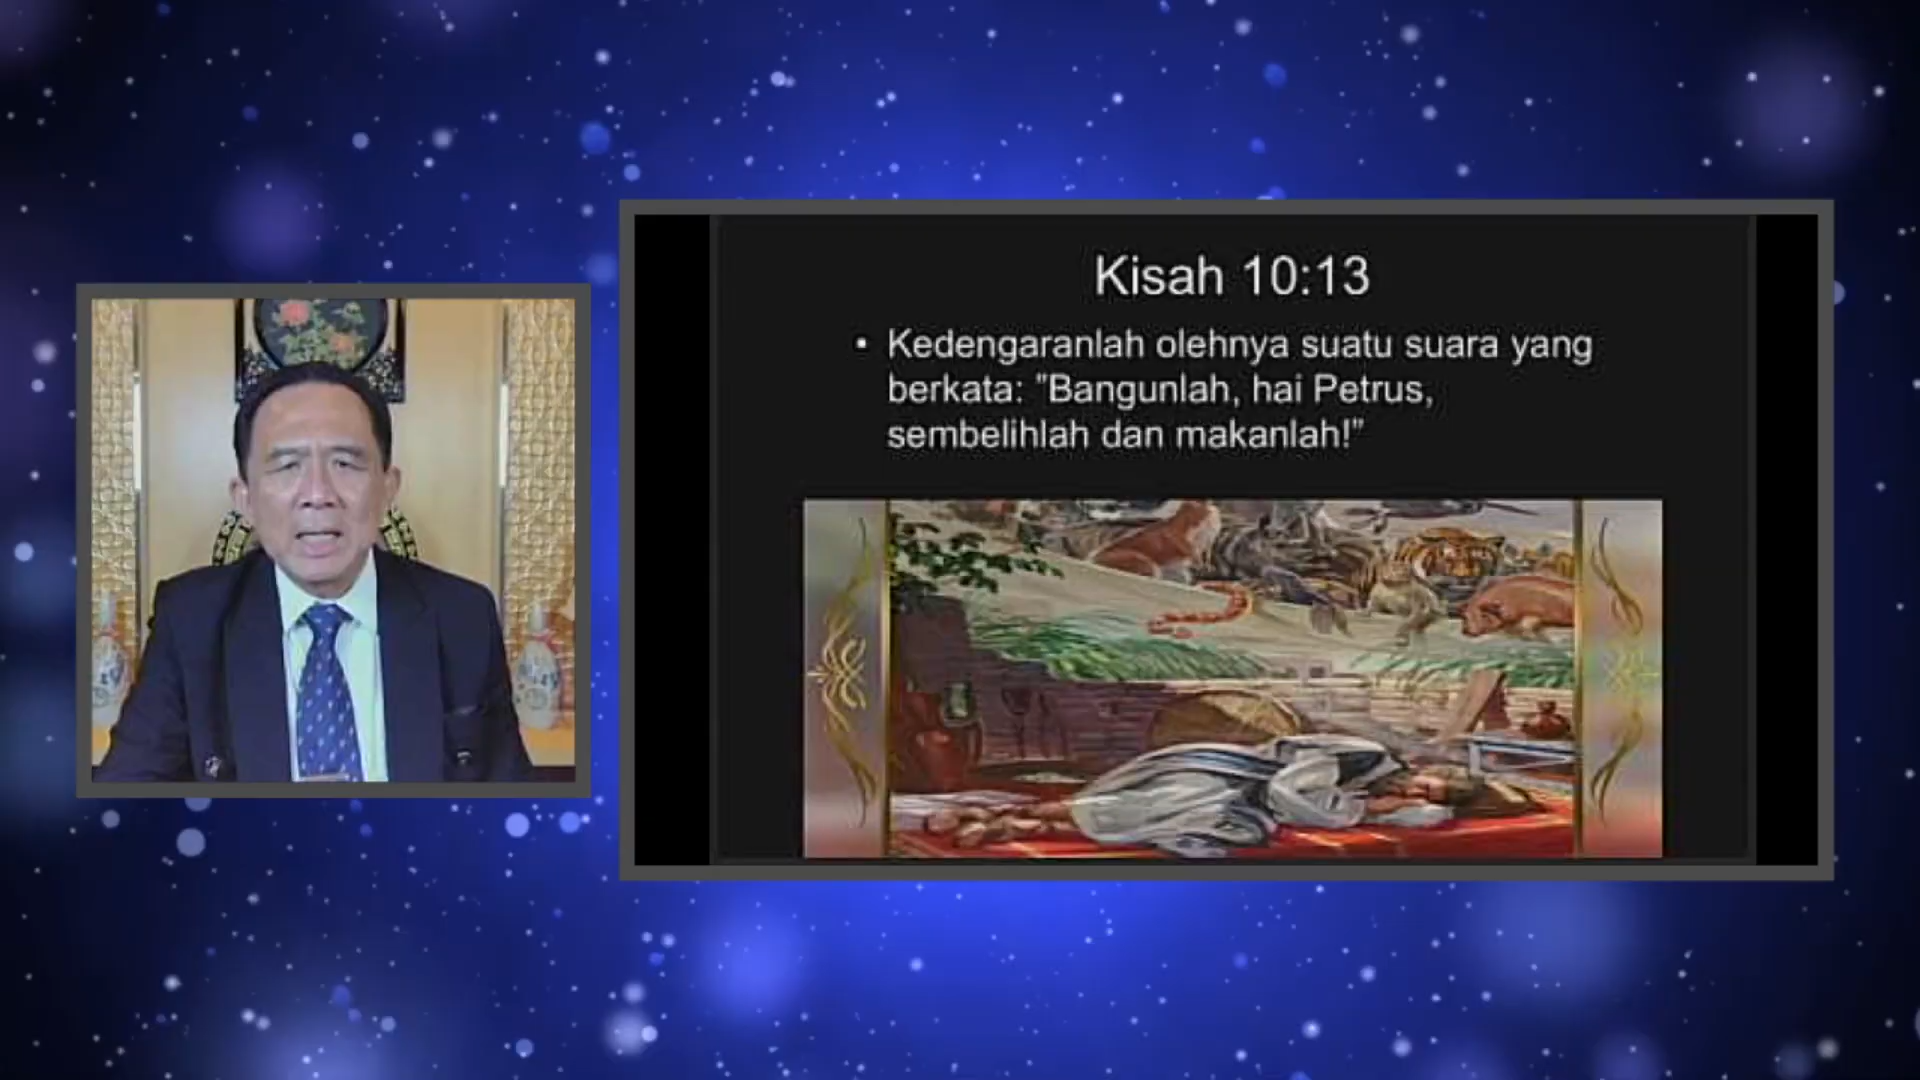 Kisah 10:13
• Kedengaranlah olehnya suatu suara yang
berkata: "Bangunlah, hai Petrus,
sembelihlah dan makanlah!"